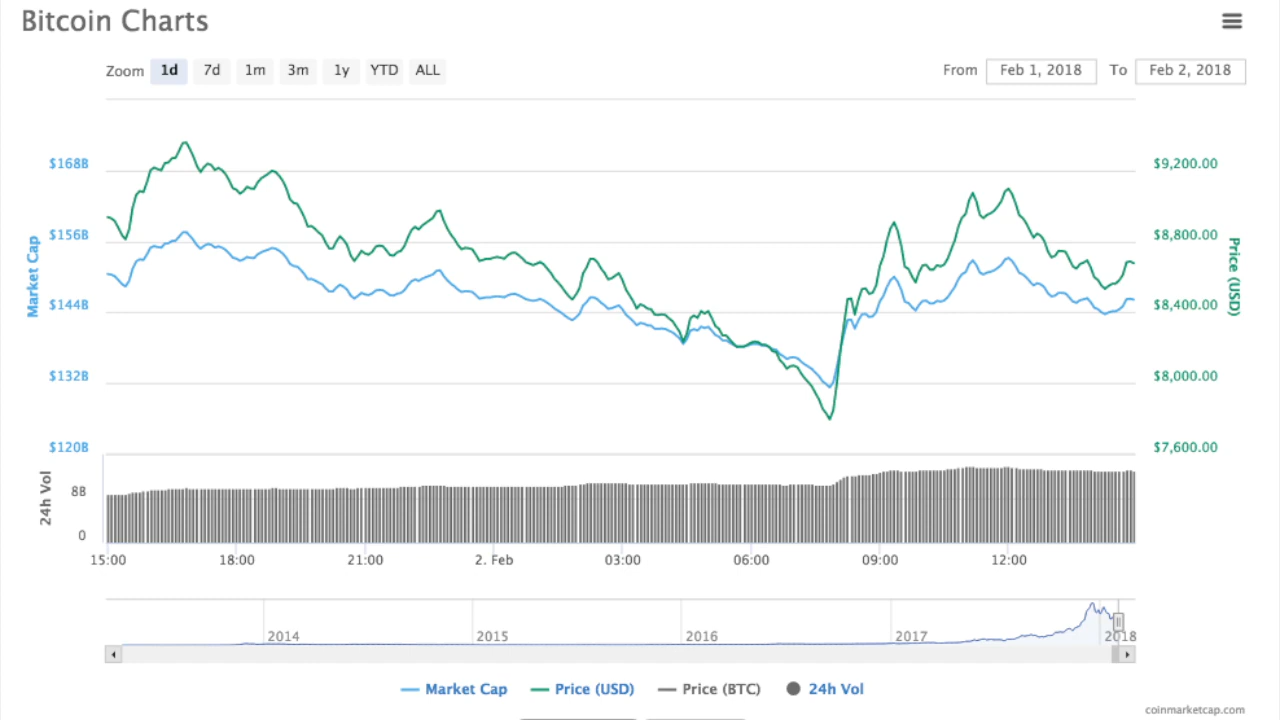 Bitcoin Charts
Zoom 1d 7d 1m 3m 1y YTD ALL From Feb 1, 2018 To Feb 2, 2018
$168B $9,200.00
$156B $8,800.00
$144B $8,400.00
$132B $8,000.00
$120B $7,600.00
Market Cap
Price (USD)
24h Vol
8B
0
15:00 18:00 21:00 2. Feb 03:00 06:00 09:00 12:00
2014 2015 2016 2017 2018
Market Cap Price (USD) Price (BTC) 24h Vol
coinmarketcap.com